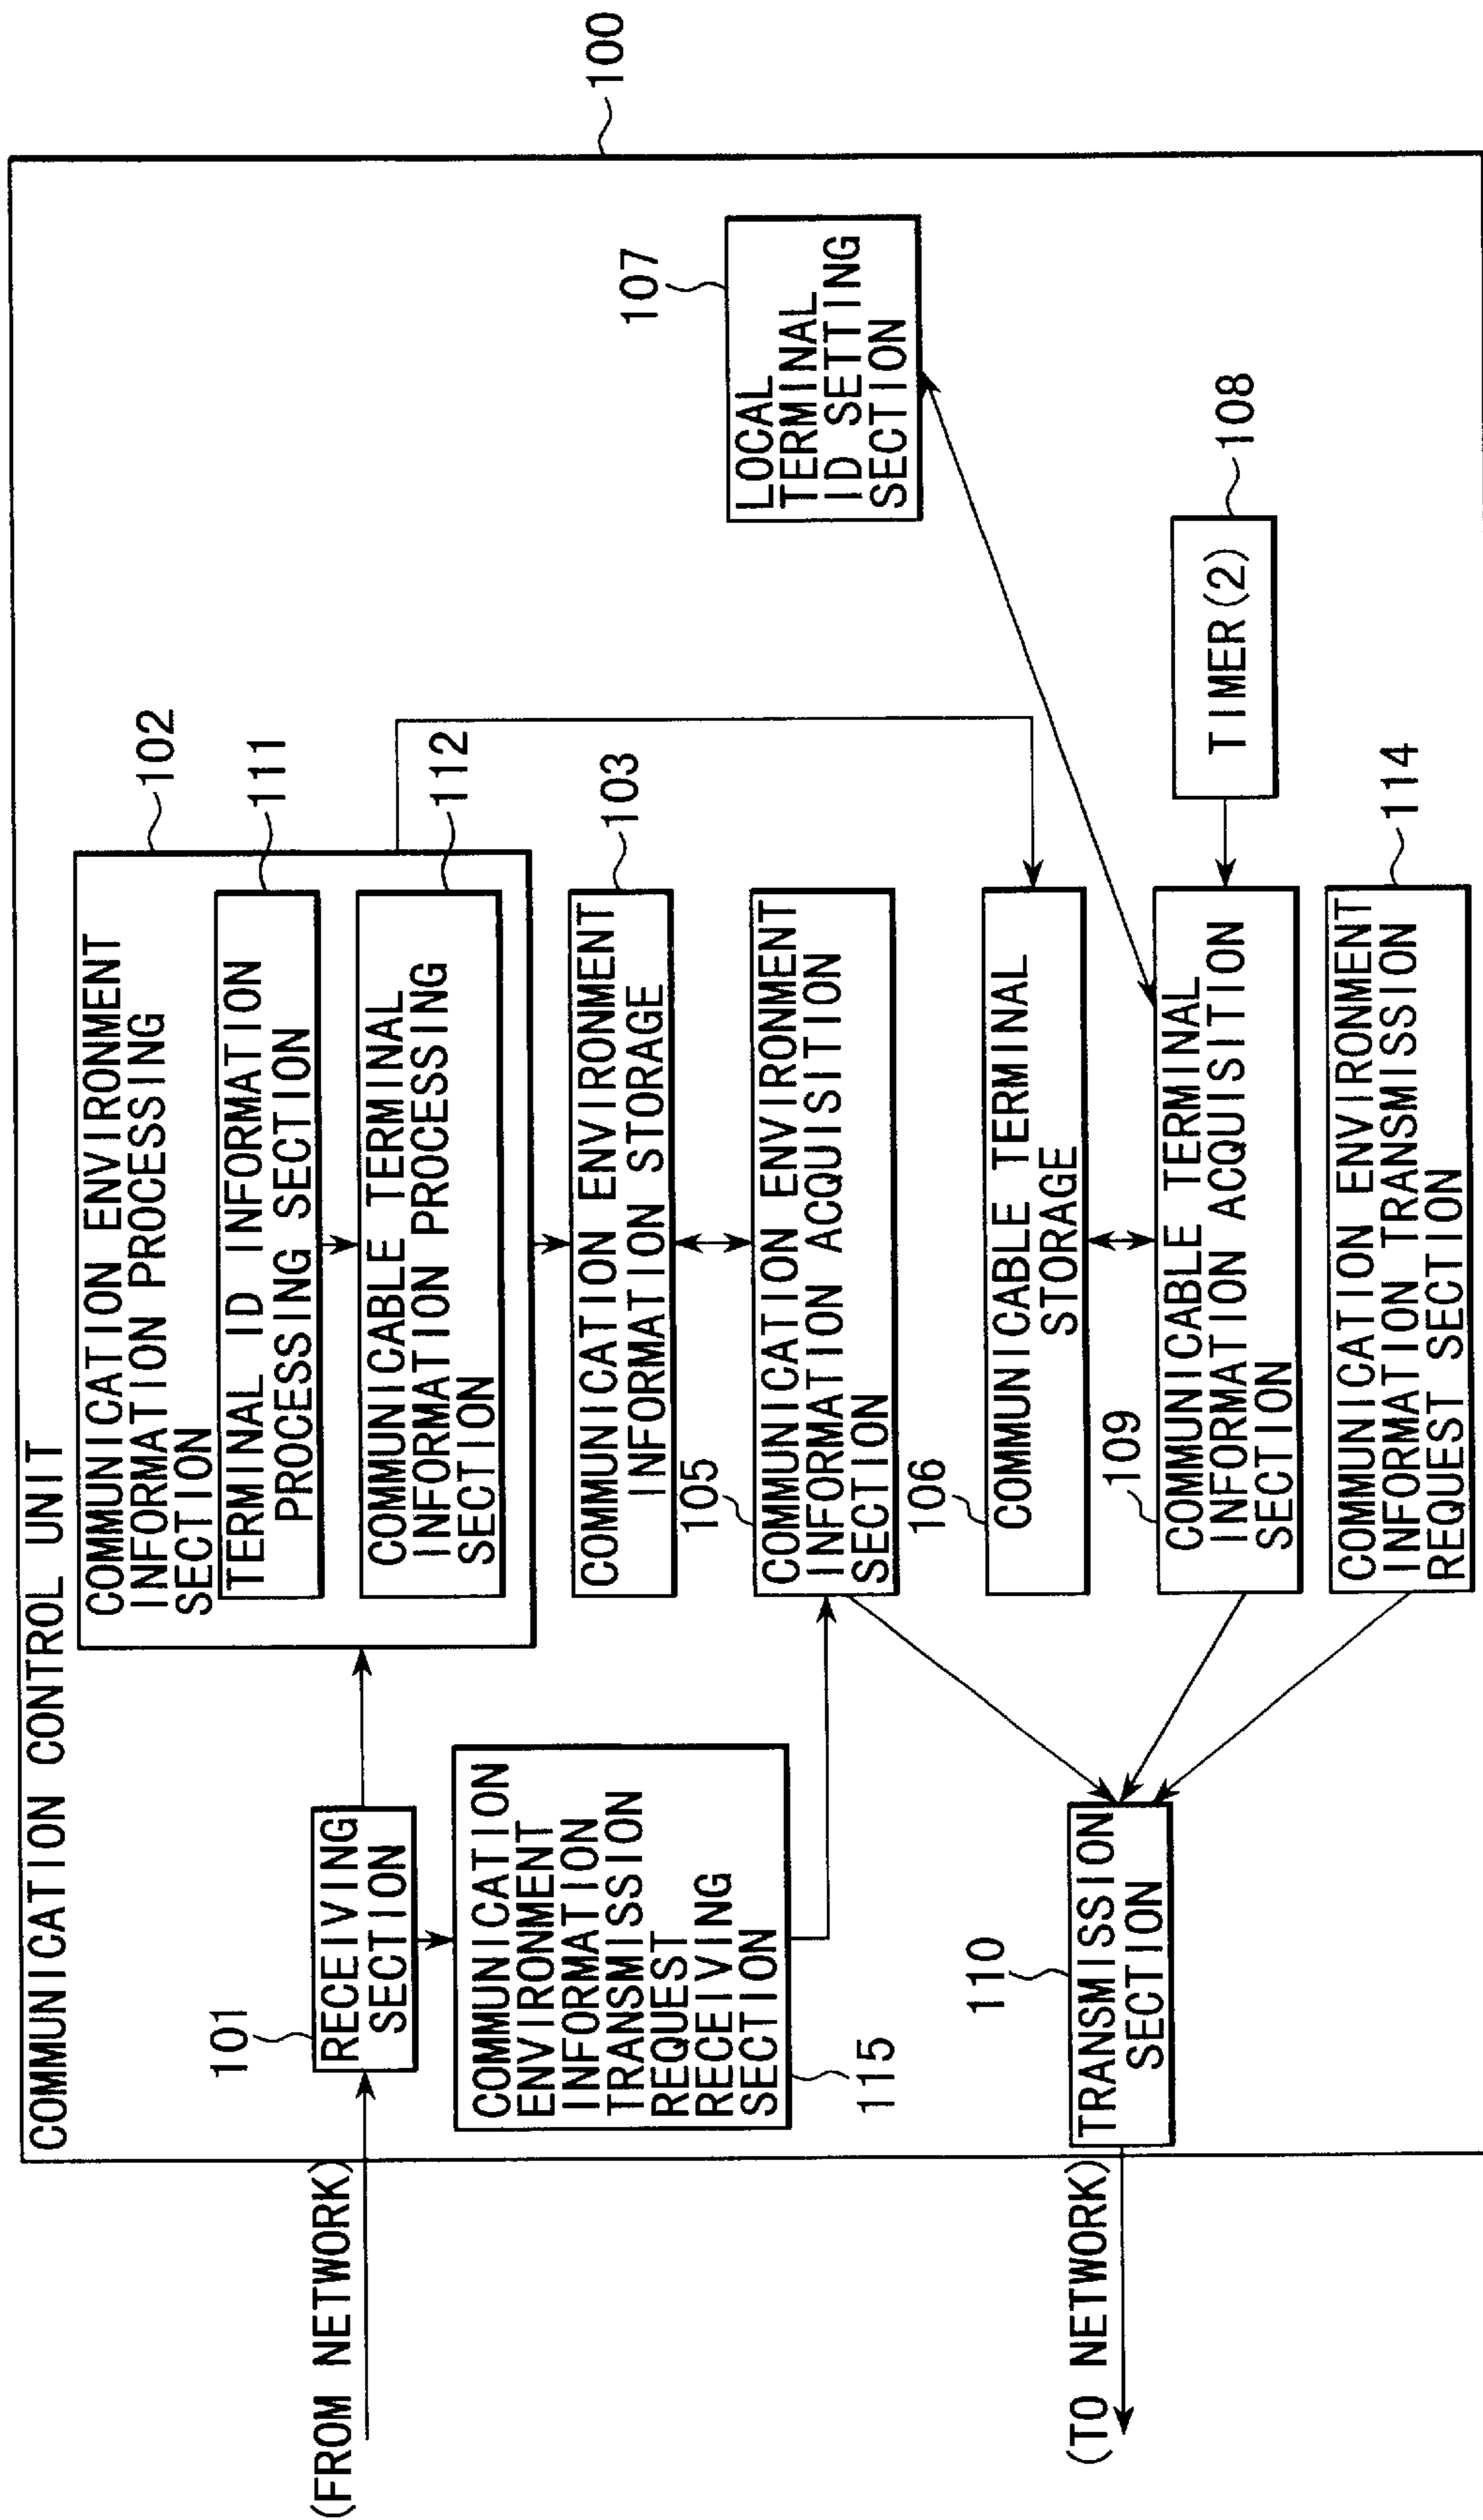 COMMUNICATION CONTROL UNIT
100
(FROM NETWORK)
101
RECEIVING
SECTION
102
COMMUNICATION ENVIRONMENT
INFORMATION PROCESSING
SECTION
111
TERMINAL ID INFORMATION
PROCESSING SECTION
112
COMMUNICABLE TERMINAL
INFORMATION PROCESSING
SECTION
COMMUNICATION
ENVIRONMENT
INFORMATION
TRANSMISSION
REQUEST
RECEIVING
SECTION
115
103
COMMUNICATION ENVIRONMENT
INFORMATION STORAGE
105
COMMUNICATION ENVIRONMENT
INFORMATION ACQUISITION
SECTION
107
LOCAL
TERMINAL
ID SETTING
SECTION
106
COMMUNICABLE TERMINAL
STORAGE
(TO NETWORK)
110
TRANSMISSION
SECTION
109
COMMUNICABLE TERMINAL
INFORMATION ACQUISITION
SECTION
108
TIMER(2)
114
COMMUNICATION ENVIRONMENT
INFORMATION TRANSMISSION
REQUEST SECTION